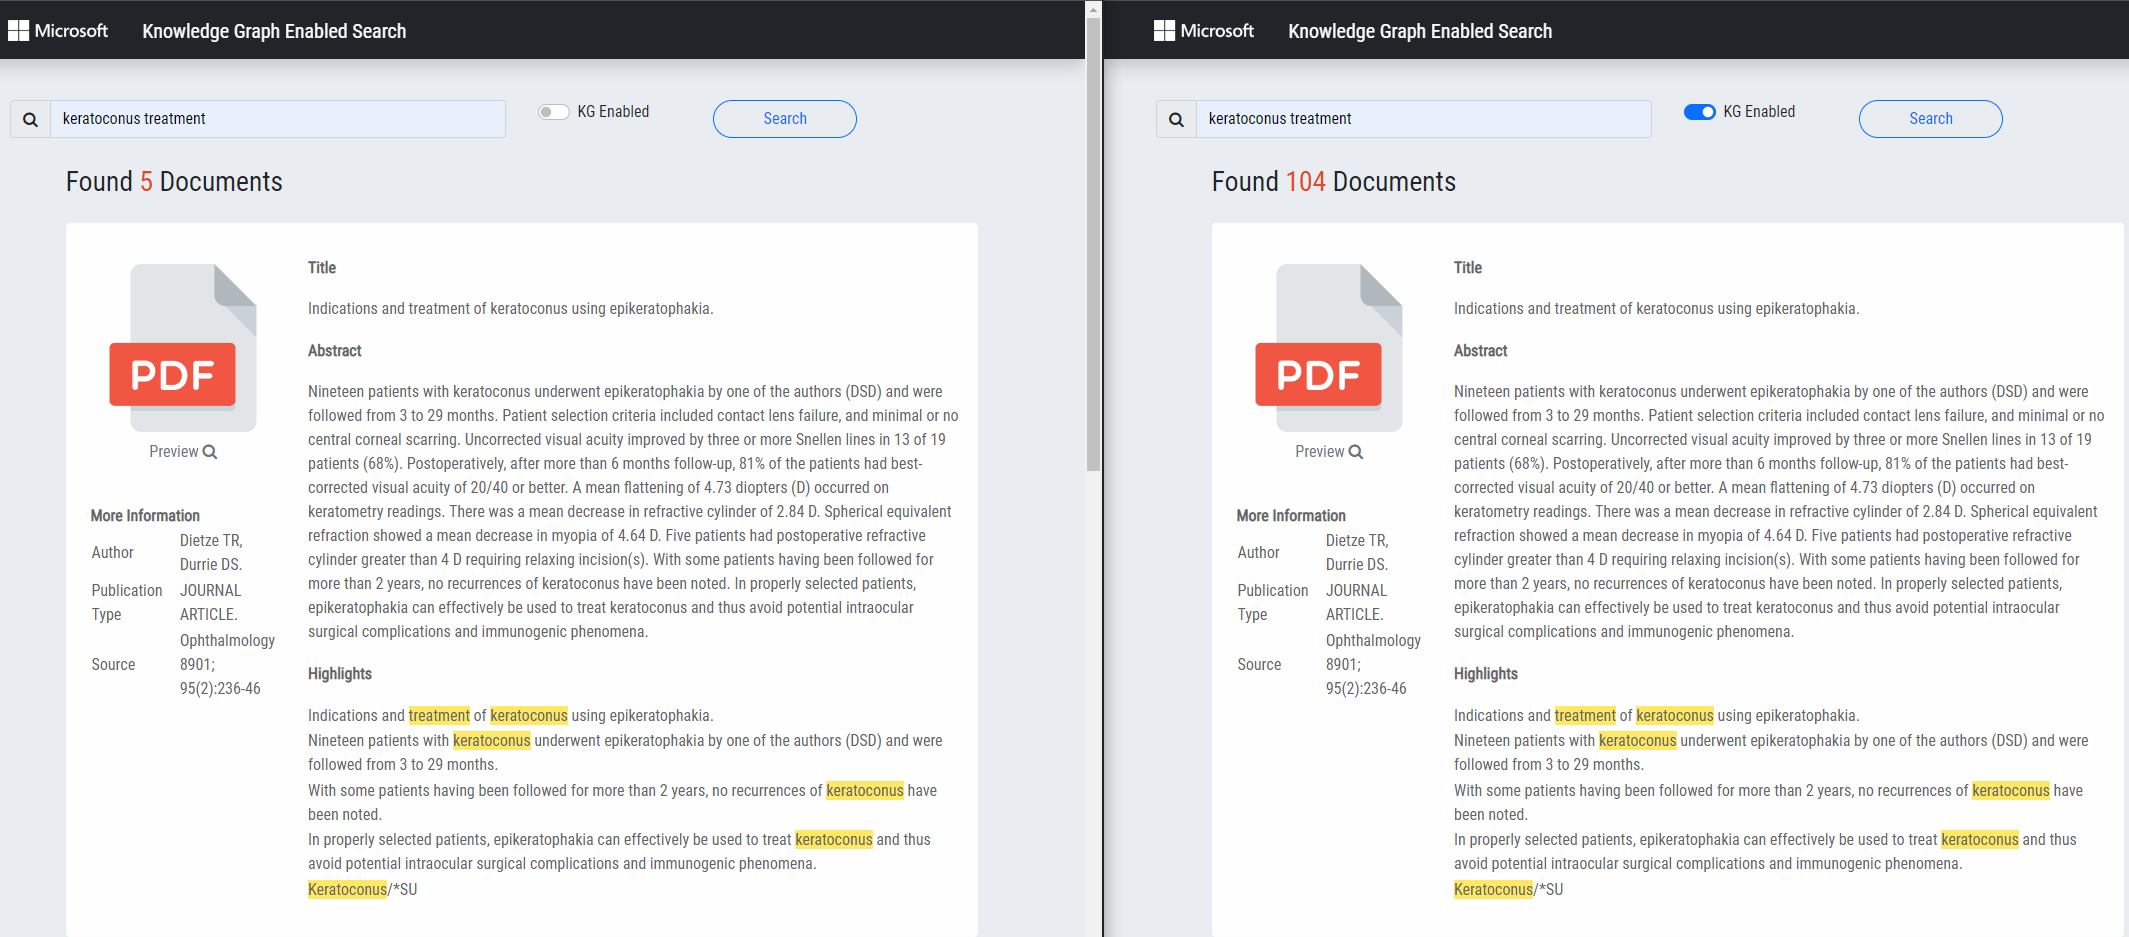 Microsoft
Knowledge Graph Enabled Search
keratoconus treatment
KG Enabled
Search
Found 5 Documents
PDF
Preview
More Information
Author
Dietze TR,
Durrie DS.
Publication
Type
JOURNAL
ARTICLE.
Source
Ophthalmology
8901;
95(2):236-46
Title
Indications and treatment of keratoconus using epikeratophakia.
Abstract
Nineteen patients with keratoconus underwent epikeratophakia by one of the authors (DSD) and were
followed from 3 to 29 months. Patient selection criteria included contact lens failure, and minimal or no
central corneal scarring. Uncorrected visual acuity improved by three or more Snellen lines in 13 of 19
patients (68%). Postoperatively, after more than 6 months follow-up, 81% of the patients had best-
corrected visual acuity of 20/40 or better. A mean flattening of 4.73 diopters (D) occurred on
keratometry readings. There was a mean decrease in refractive cylinder of 2.84 D. Spherical equivalent
refraction showed a mean decrease in myopia of 4.64 D. Five patients had postoperative refractive
cylinder greater than 4 D requiring relaxing incision(s). With some patients having been followed for
more than 2 years, no recurrences of keratoconus have been noted. In properly selected patients,
epikeratophakia can effectively be used to treat keratoconus and thus avoid potential intraocular
surgical complications and immunogenic phenomena.
Highlights
Indications and treatment of keratoconus using epikeratophakia.
Nineteen patients with keratoconus underwent epikeratophakia by one of the authors (DSD) and were
followed from 3 to 29 months.
With some patients having been followed for more than 2 years, no recurrences of keratoconus have
been noted.
In properly selected patients, epikeratophakia can effectively be used to treat keratoconus and thus
avoid potential intraocular surgical complications and immunogenic phenomena.
Keratoconus/*SU
Microsoft
Knowledge Graph Enabled Search
keratoconus treatment
KG Enabled
Search
Found 104 Documents
PDF
Preview
More Information
Author
Dietze TR,
Durrie DS.
Publication
Type
JOURNAL
ARTICLE.
Source
Ophthalmology
8901;
95(2):236-46
Title
Indications and treatment of keratoconus using epikeratophakia.
Abstract
Nineteen patients with keratoconus underwent epikeratophakia by one of the authors (DSD) and were
followed from 3 to 29 months. Patient selection criteria included contact lens failure, and minimal or no
central corneal scarring. Uncorrected visual acuity improved by three or more Snellen lines in 13 of 19
patients (68%). Postoperatively, after more than 6 months follow-up, 81% of the patients had best-
corrected visual acuity of 20/40 or better. A mean flattening of 4.73 diopters (D) occurred on
keratometry readings. There was a mean decrease in refractive cylinder of 2.84 D. Spherical equivalent
refraction showed a mean decrease in myopia of 4.64 D. Five patients had postoperative refractive
cylinder greater than 4 D requiring relaxing incision(s). With some patients having been followed for
more than 2 years, no recurrences of keratoconus have been noted. In properly selected patients,
epikeratophakia can effectively be used to treat keratoconus and thus avoid potential intraocular
surgical complications and immunogenic phenomena.
Highlights
Indications and treatment of keratoconus using epikeratophakia.
Nineteen patients with keratoconus underwent epikeratophakia by one of the authors (DSD) and were
followed from 3 to 29 months.
With some patients having been followed for more than 2 years, no recurrences of keratoconus have
been noted.
In properly selected patients, epikeratophakia can effectively be used to treat keratoconus and thus
avoid potential intraocular surgical complications and immunogenic phenomena.
Keratoconus/*SU